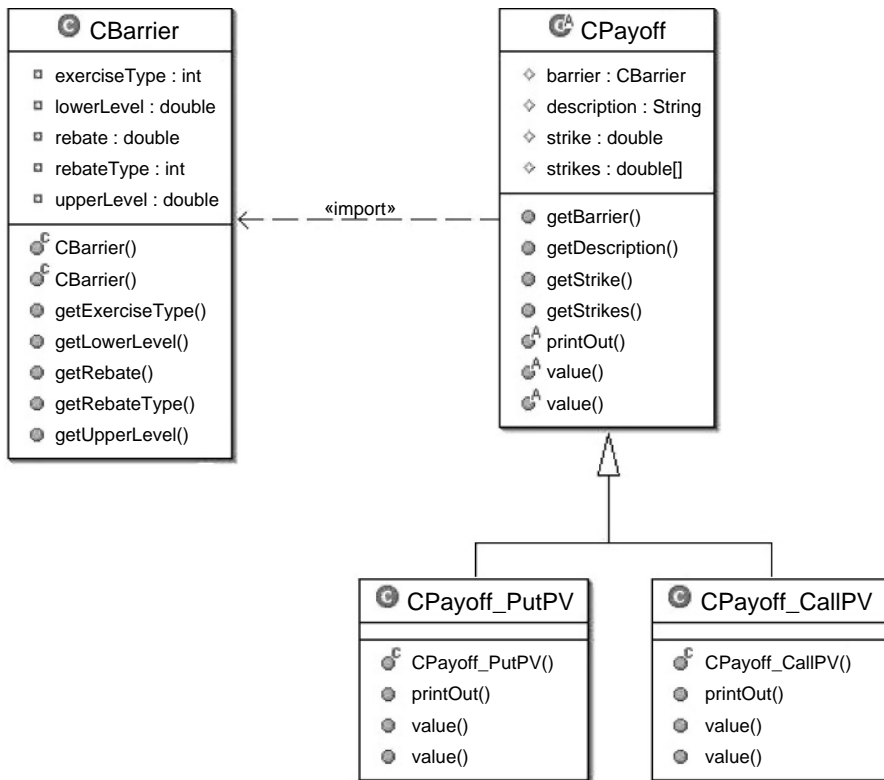 CBarrier
exerciseType : int
lowerLevel : double
rebate : double
rebateType : int
upperLevel : double
CBarrier()
CBarrier()
getExerciseType()
getLowerLevel()
getRebate()
getRebateType()
getUpperLevel()
«import»
CPayoff
barrier : CBarrier
description : String
strike : double
strikes : double[]
getBarrier()
getDescription()
getStrike()
getStrikes()
printOut()
value()
value()
CPayoff_PutPV
CPayoff_PutPV()
printOut()
value()
value()
CPayoff_CallPV
CPayoff_CallPV()
printOut()
value()
value()